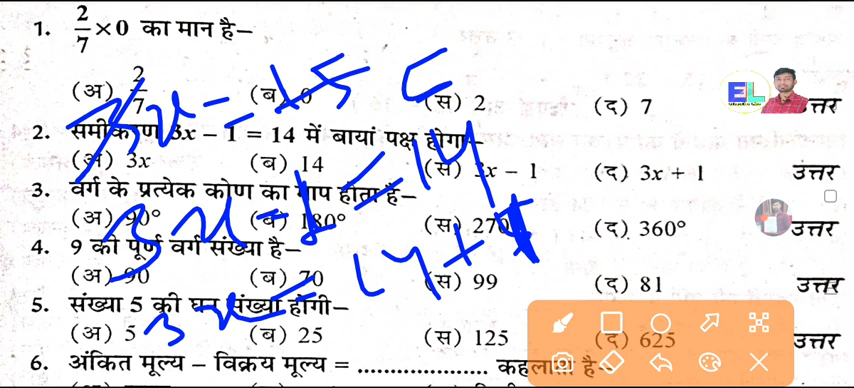 1. 2/7 × 0 का मान है–
(अ) 2/7 (ब) 0 (स) 2 (द) 7 उत्तर
2. समीकरण 3x – 1 = 14 में बायां पक्ष होगा–
(अ) 3x (ब) 14 (स) 3x – 1 (द) 3x + 1 उत्तर
3. वर्ग के प्रत्येक कोण का माप होता है–
(अ) 90° (ब) 180° (स) 270° (द) 360° उत्तर
4. 9 की पूर्ण वर्ग संख्या है–
(अ) 90 (ब) 70 (स) 99 (द) 81 उत्तर
5. संख्या 5 की घन संख्या होगी–
(अ) 5 (ब) 25 (स) 125 (द) 625 उत्तर
6. अंकित मूल्य – विक्रय मूल्य = .................... कहलाता है–
3x - 1 = 14
3x = 14 + 1
EL